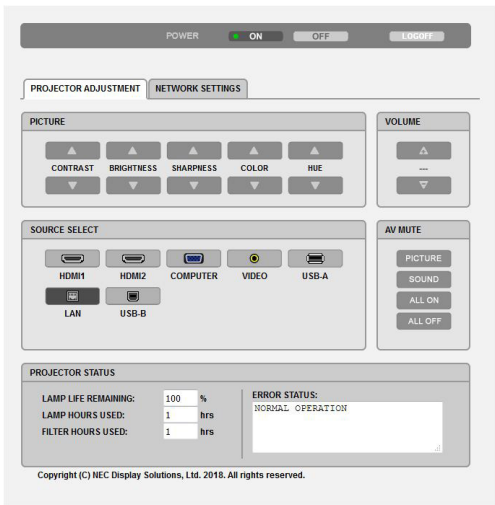 POWER ON OFF LOGOFF
PROJECTOR ADJUSTMENT NETWORK SETTINGS
PICTURE
CONTRAST BRIGHTNESS SHARPNESS COLOR HUE
VOLUME
---
SOURCE SELECT
HDMI1 HDMI2 COMPUTER VIDEO USB-A
LAN USB-B
AV MUTE
PICTURE
SOUND
ALL ON
ALL OFF
PROJECTOR STATUS
LAMP LIFE REMAINING: 100 %
LAMP HOURS USED: 1 hrs
FILTER HOURS USED: 1 hrs
ERROR STATUS:
NORMAL OPERATION
Copyright (C) NEC Display Solutions, Ltd. 2018. All rights reserved.